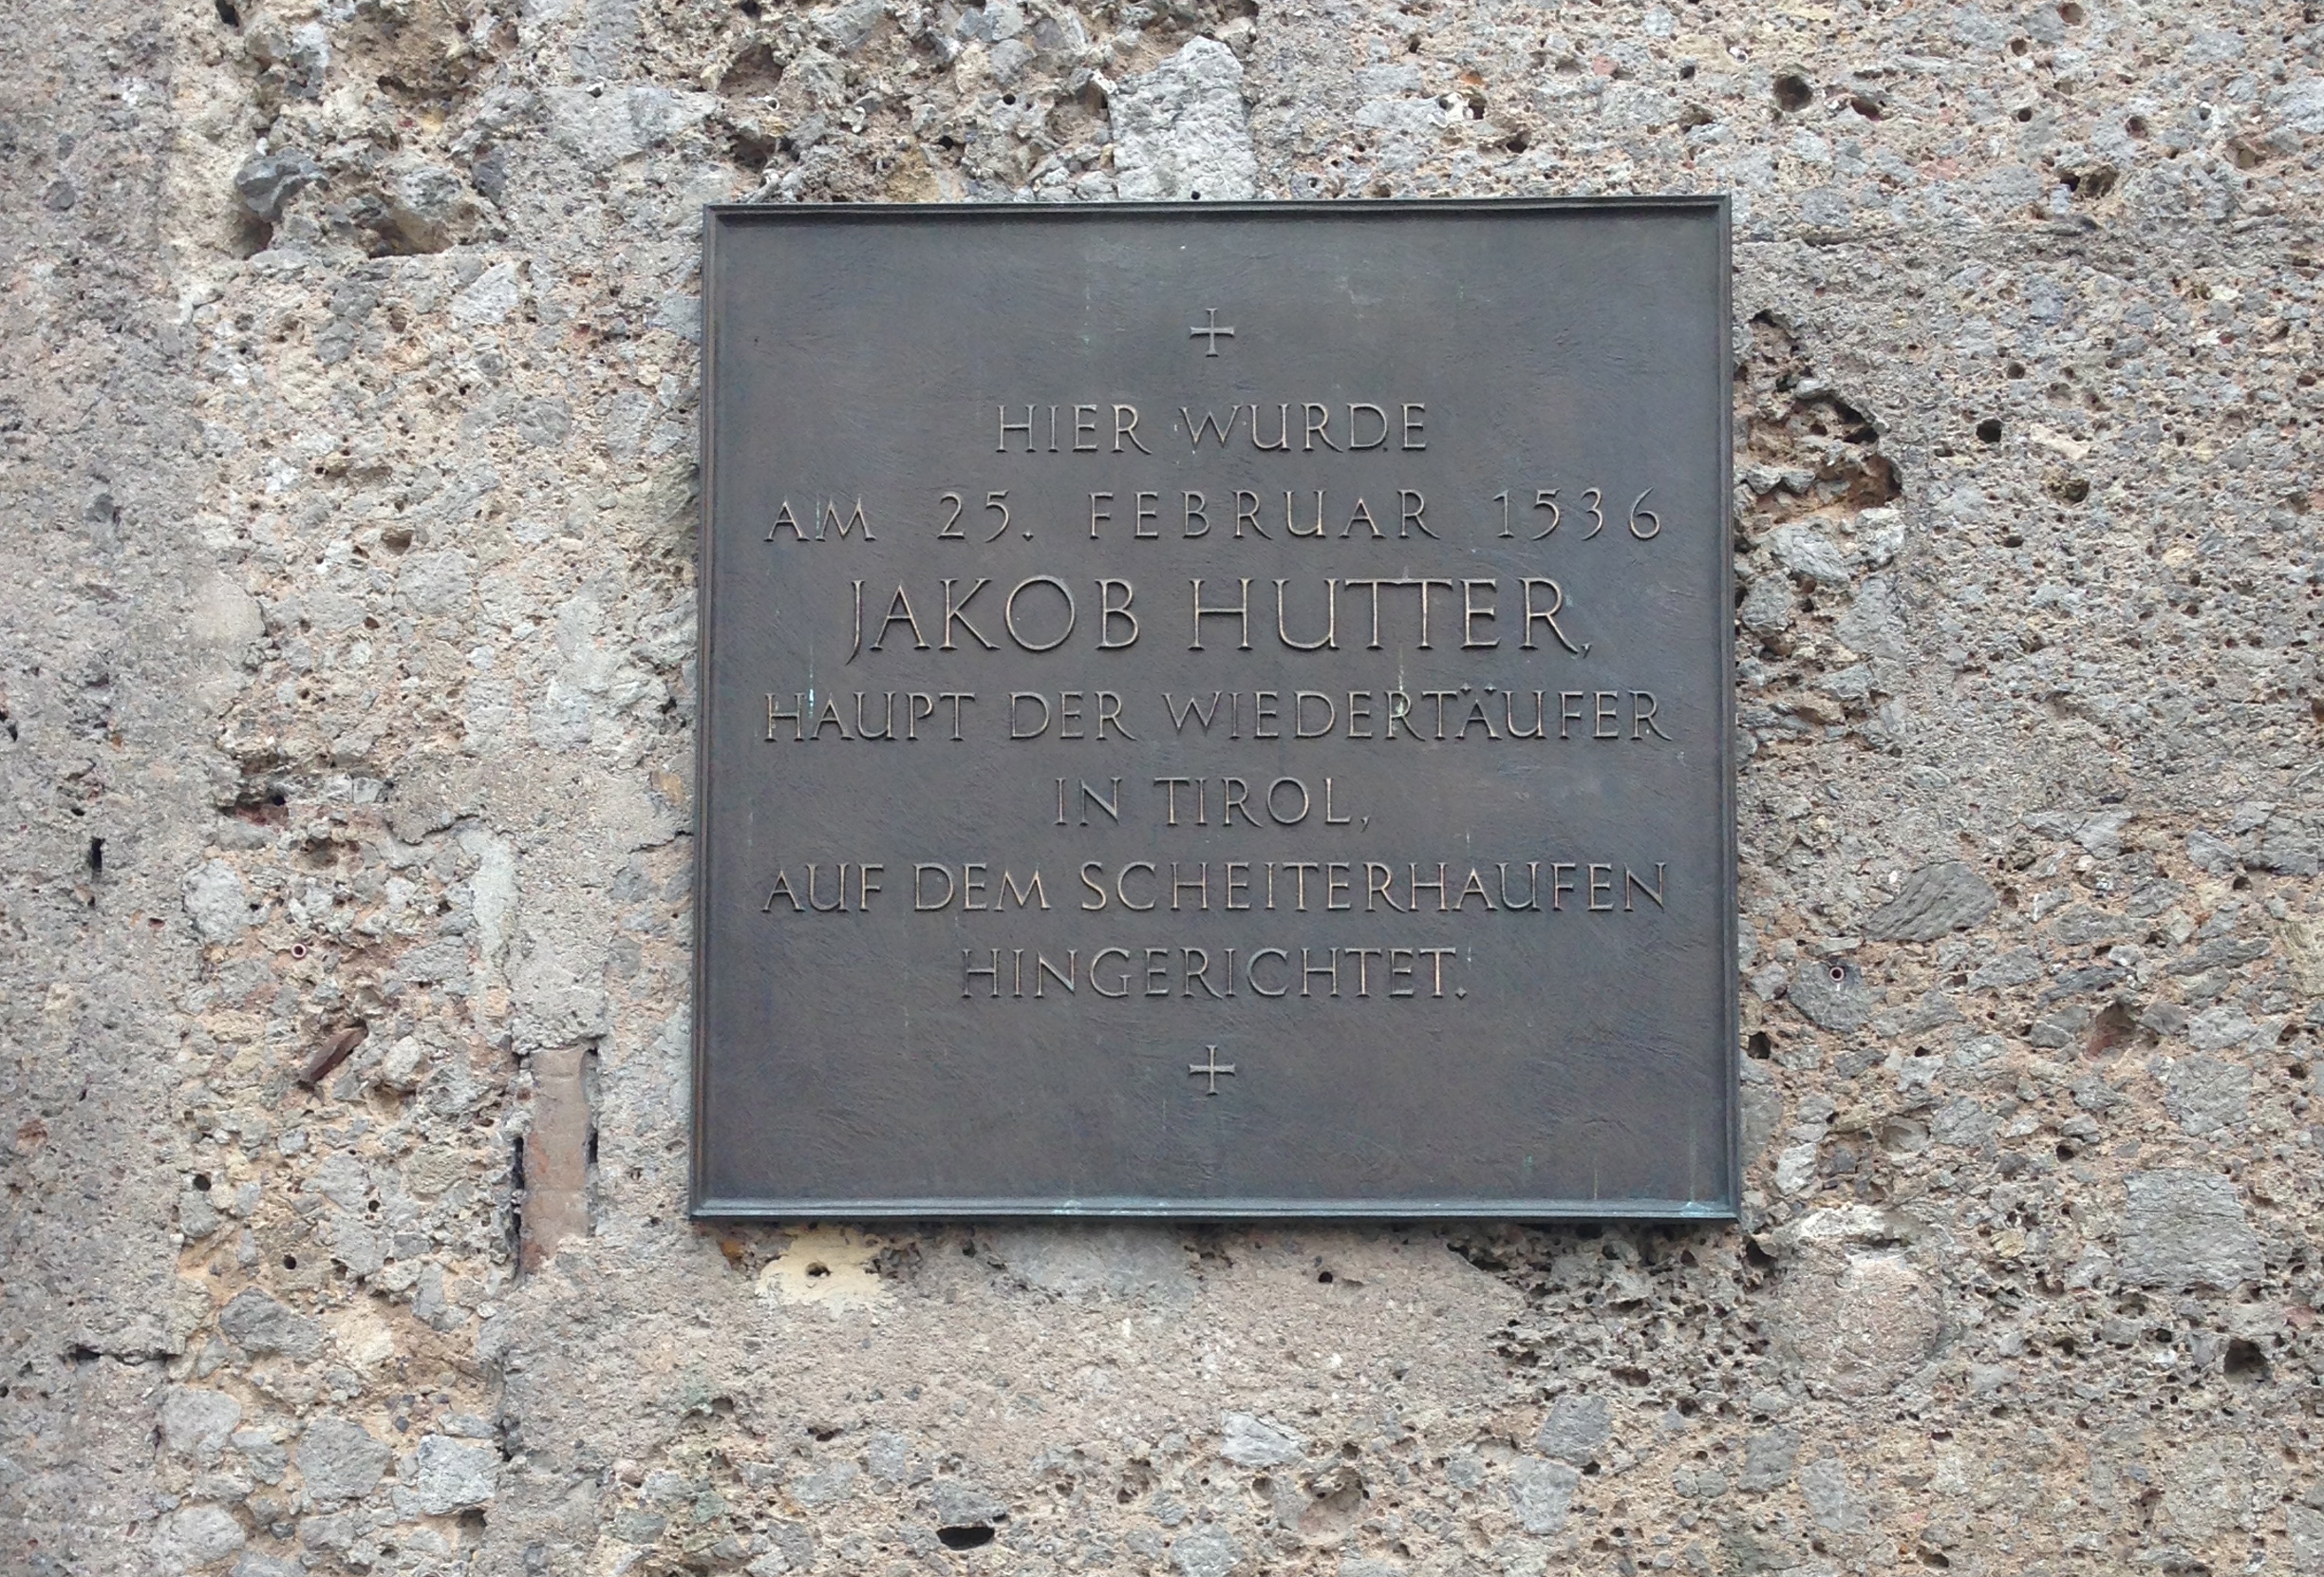 HIER WURDE
AM 25. FEBRUAR 1536
JAKOB HUTTER,
HAUPT DER WIEDERTÄUFER
IN TIROL,
AUF DEM SCHEITERHAUFEN
HINGERICHTET.